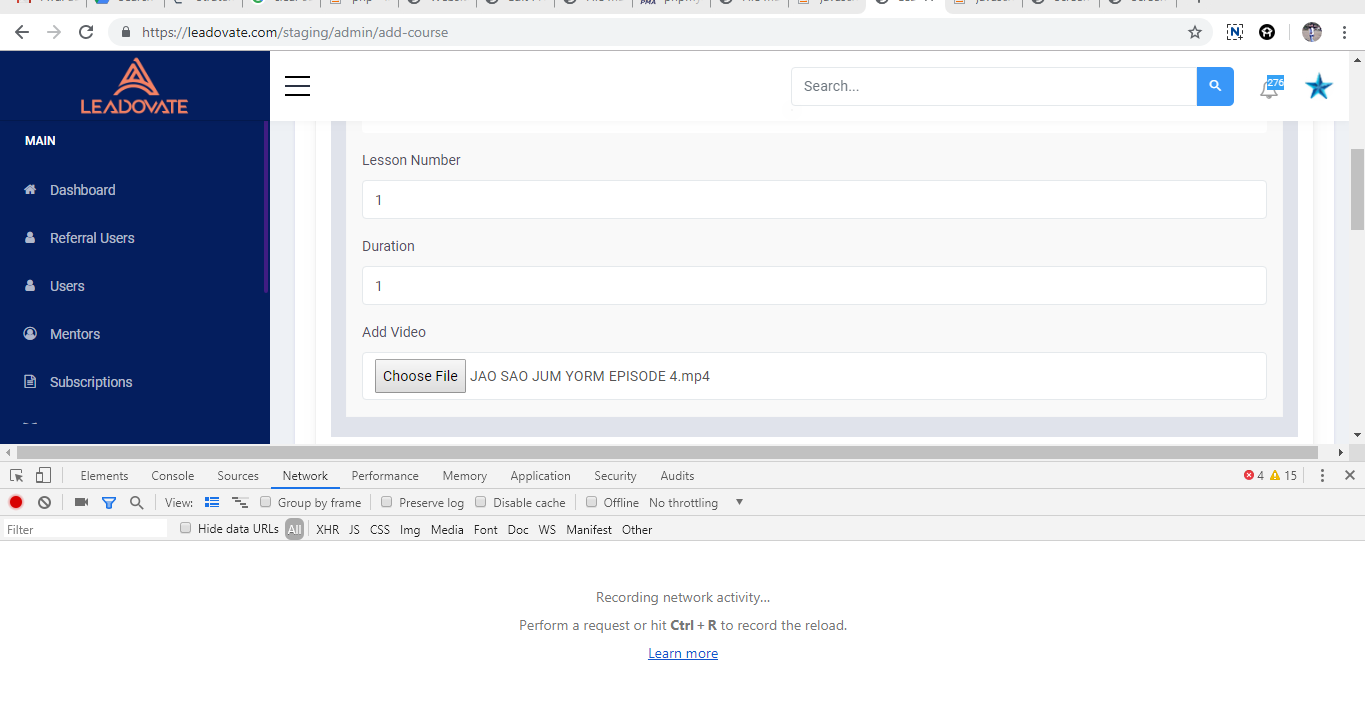 https://leadovate.com/staging/admin/add-course
LEADOVATE
Search...
276
MAIN
Dashboard
Referral Users
Users
Mentors
Subscriptions
Lesson Number
1
Duration
1
Add Video
Choose File JAO SAO JUM YORM EPISODE 4.mp4
Elements Console Sources Network Performance Memory Application Security Audits 4 15
View: Group by frame Preserve log Disable cache Offline No throttling
Filter Hide data URLs All XHR JS CSS Img Media Font Doc WS Manifest Other
Recording network activity...
Perform a request or hit Ctrl + R to record the reload.
Learn more